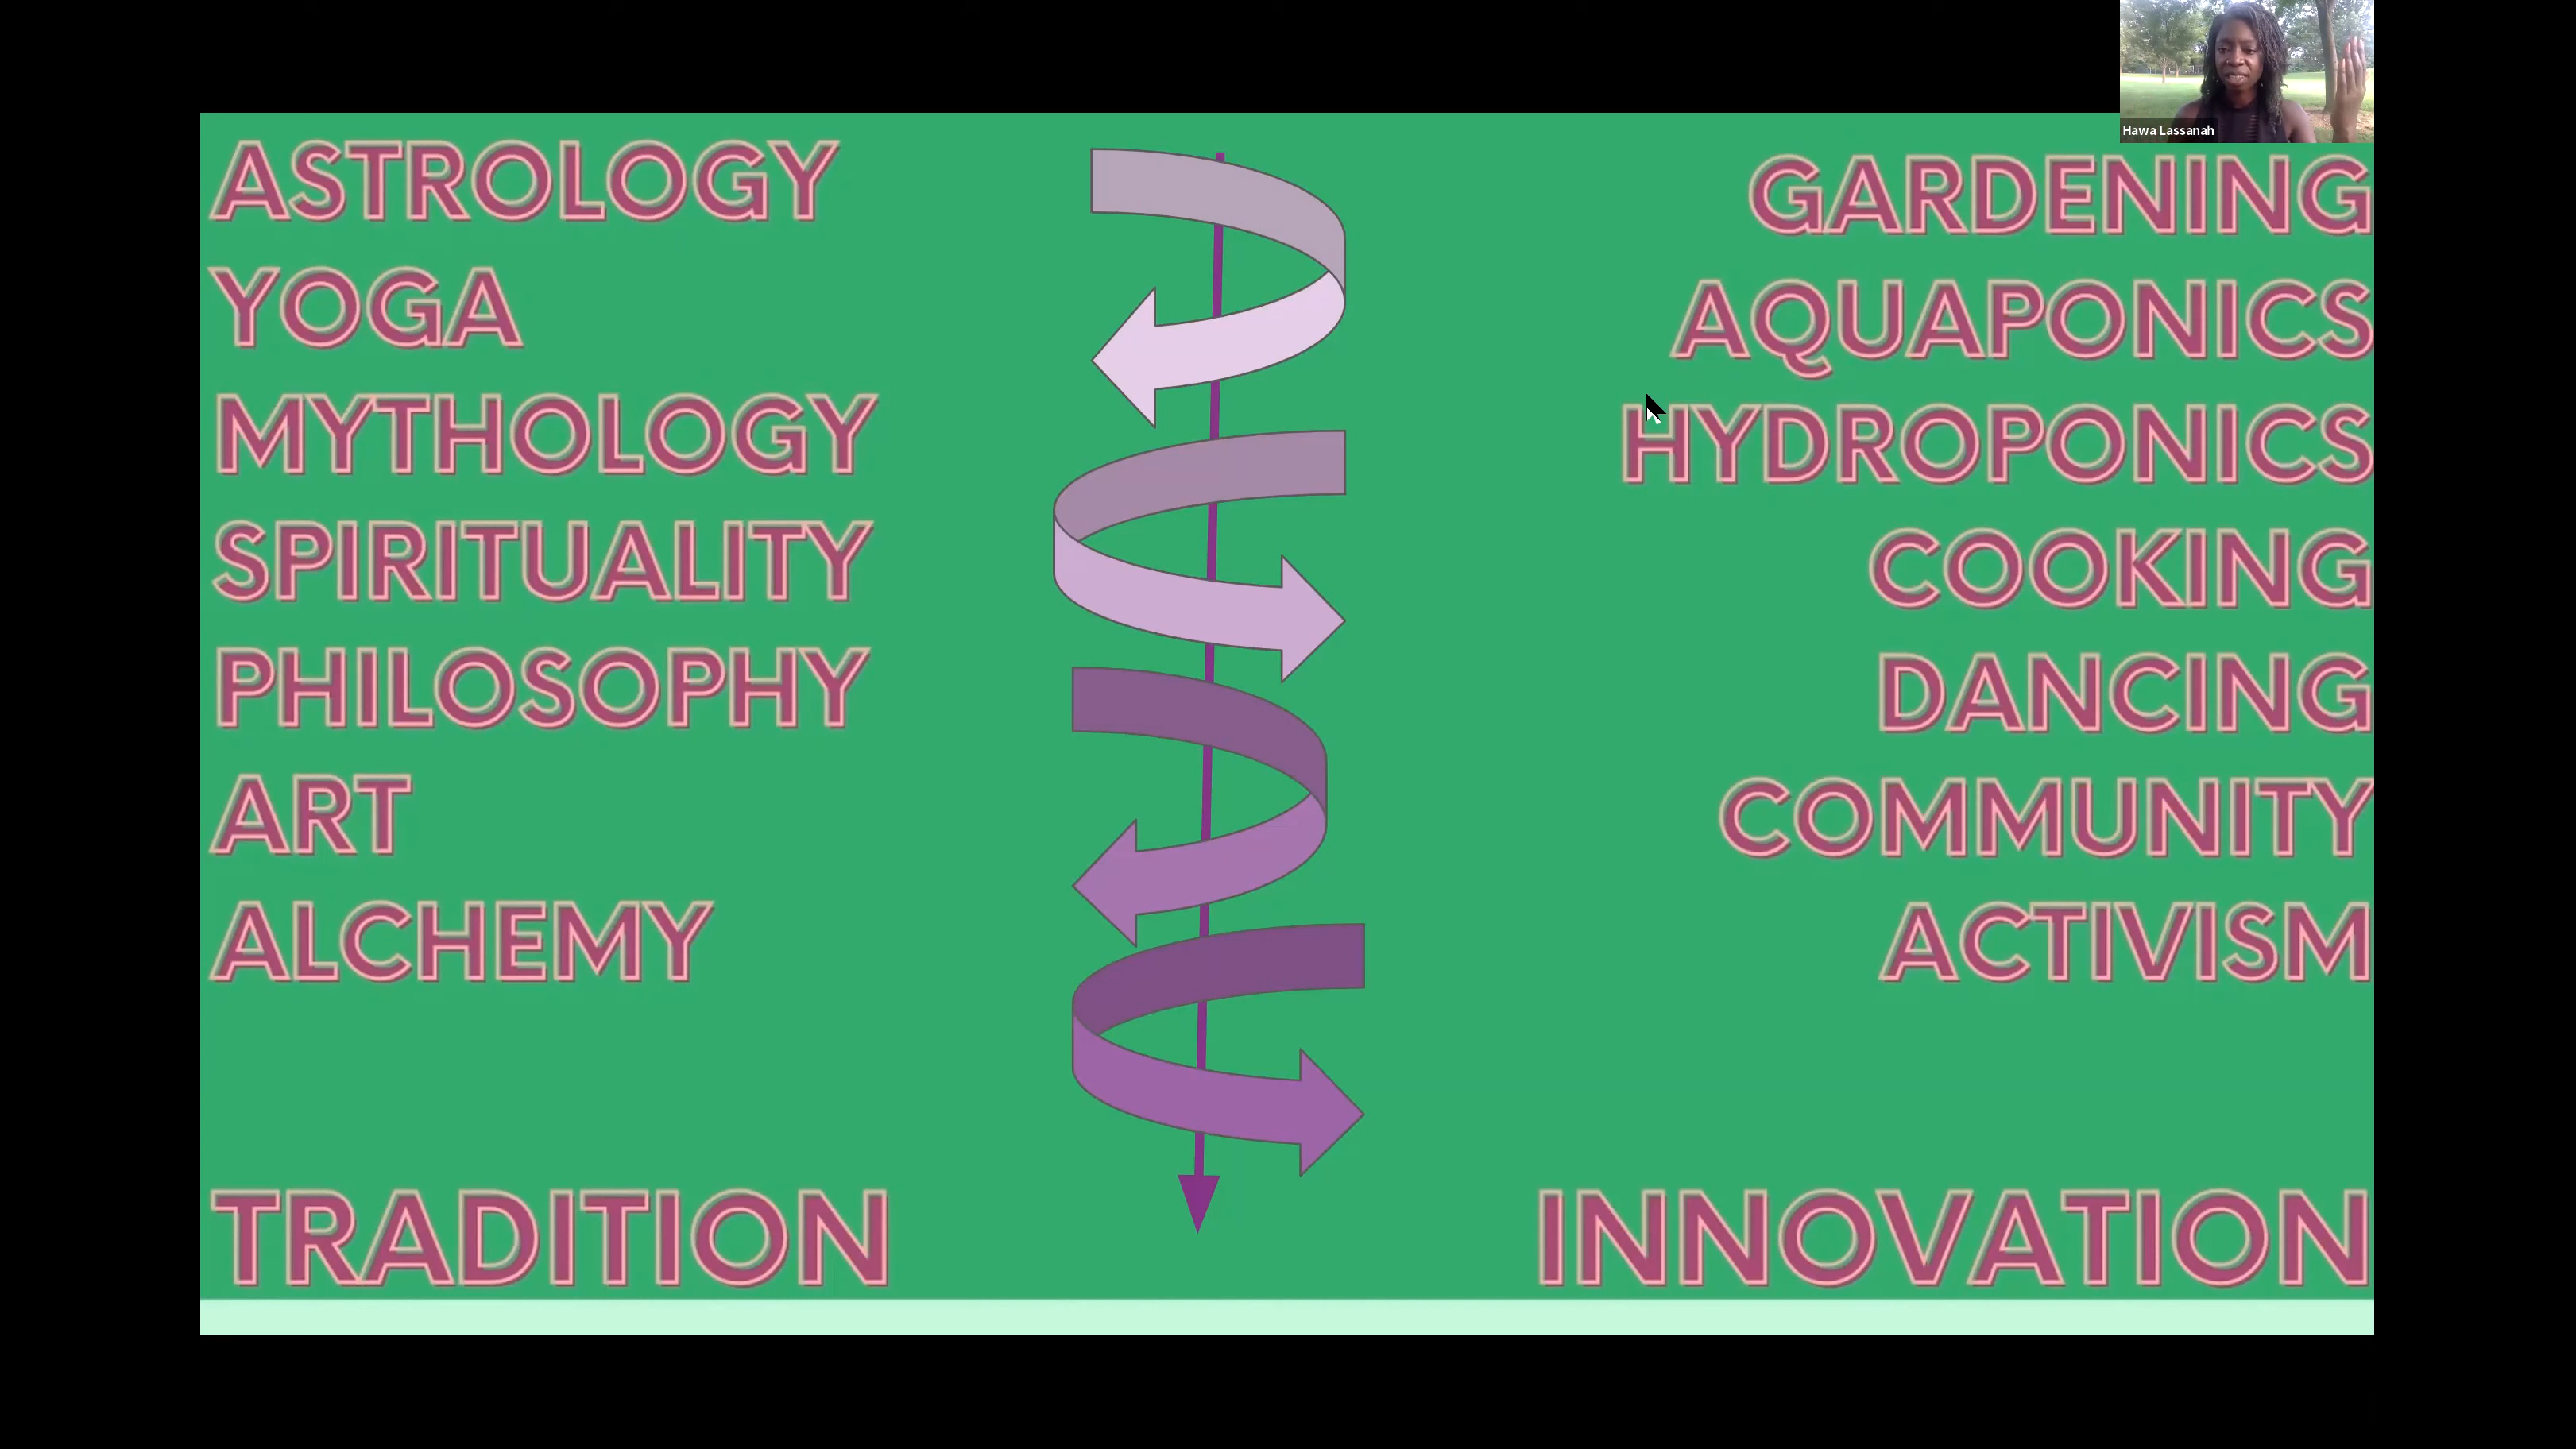 Hawa Lassanah
ASTROLOGY
YOGA
MYTHOLOGY
SPIRITUALITY
PHILOSOPHY
ART
ALCHEMY
TRADITION
GARDENING
AQUAPONICS
HYDROPONICS
COOKING
DANCING
COMMUNITY
ACTIVISM
INNOVATION